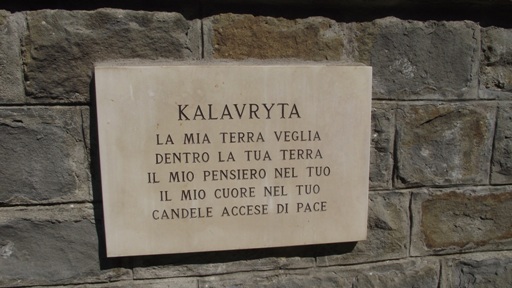 KALAVRYTA
LA MIA TERRA VEGLIA
DENTRO LA TUA TERRA
IL MIO PENSIERO NEL TUO
IL MIO CUORE NEL TUO
CANDELE ACCESE DI PACE